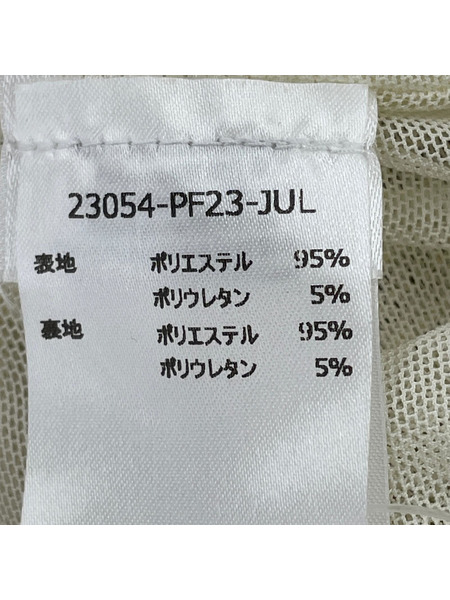 23054-PF23-JUL
表地 ポリエステル 95%
ポリウレタン 5%
裏地 ポリエステル 95%
ポリウレタン 5%